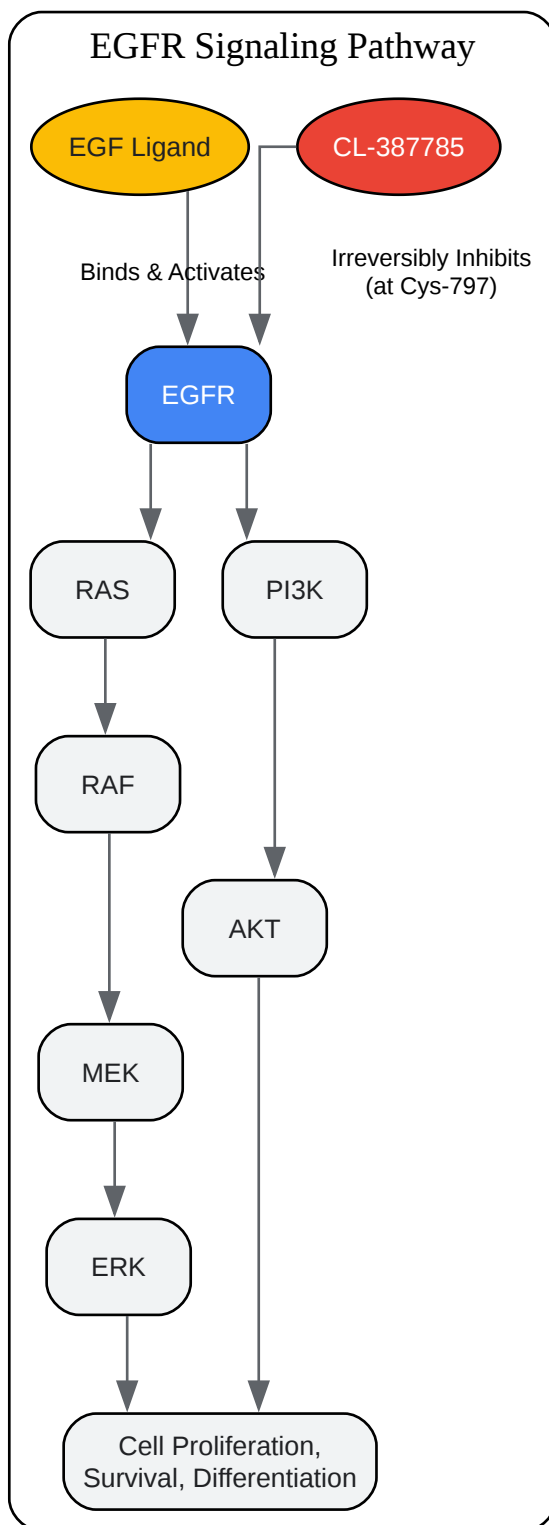 EGFR Signaling Pathway
EGF Ligand
CL-387785
Binds & Activates
Irreversibly Inhibits
(at Cys-797)
EGFR
RAS
PI3K
RAF
AKT
MEK
ERK
Cell Proliferation,
Survival, Differentiation